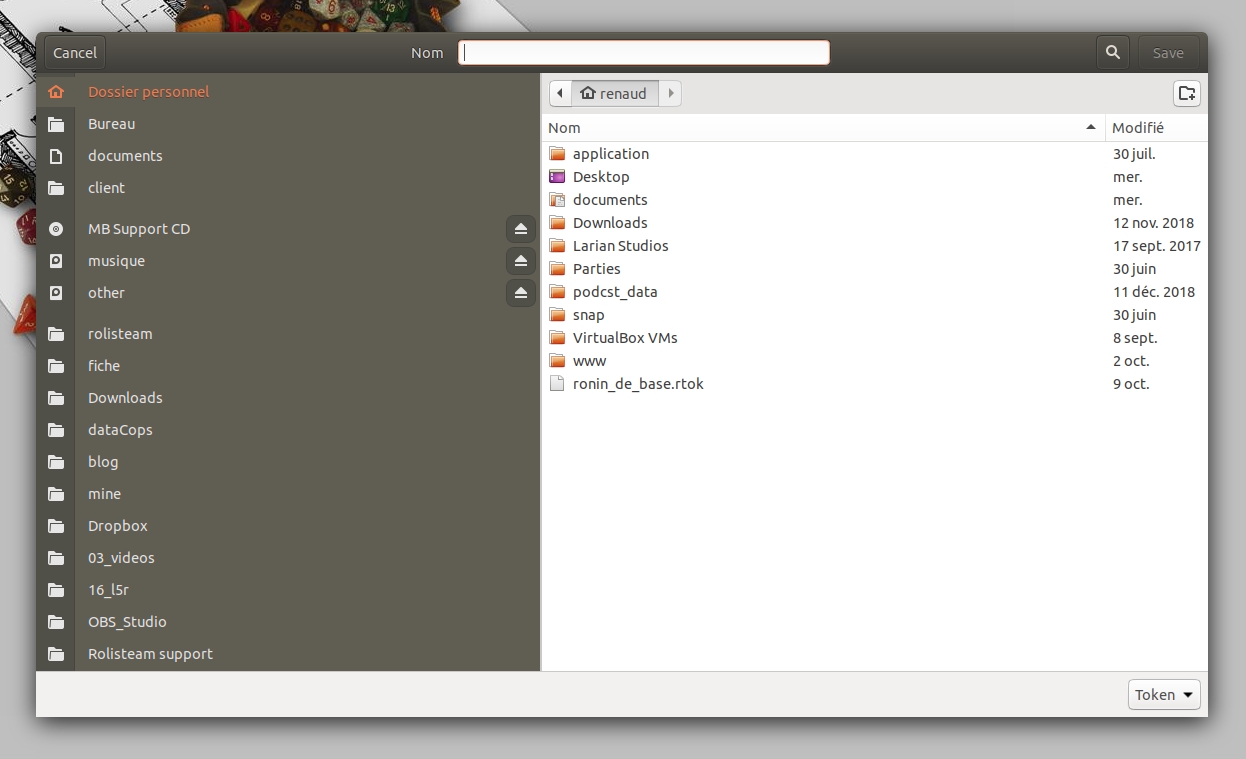 Cancel Nom Save
Dossier personnel
Bureau
documents
client
MB Support CD
musique
other
rolisteam
fiche
Downloads
dataCops
blog
mine
Dropbox
03_videos
16_l5r
OBS_Studio
Rolisteam support
renaud
Nom Modifié
application 30 juil.
Desktop mer.
documents mer.
Downloads 12 nov. 2018
Larian Studios 17 sept. 2017
Parties 30 juin
podcst_data 11 déc. 2018
snap 30 juin
VirtualBox VMs 8 sept.
www 2 oct.
ronin_de_base.rtok 9 oct.
Token